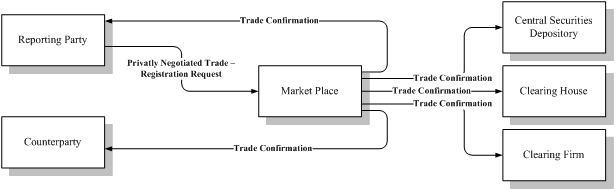 Trade Confirmation
Reporting Party
Privatly Negotiated Trade –
Registration Request
Market Place
Counterparty
Trade Confirmation
Trade Confirmation
Trade Confirmation
Trade Confirmation
Central Securities
Depository
Clearing House
Clearing Firm